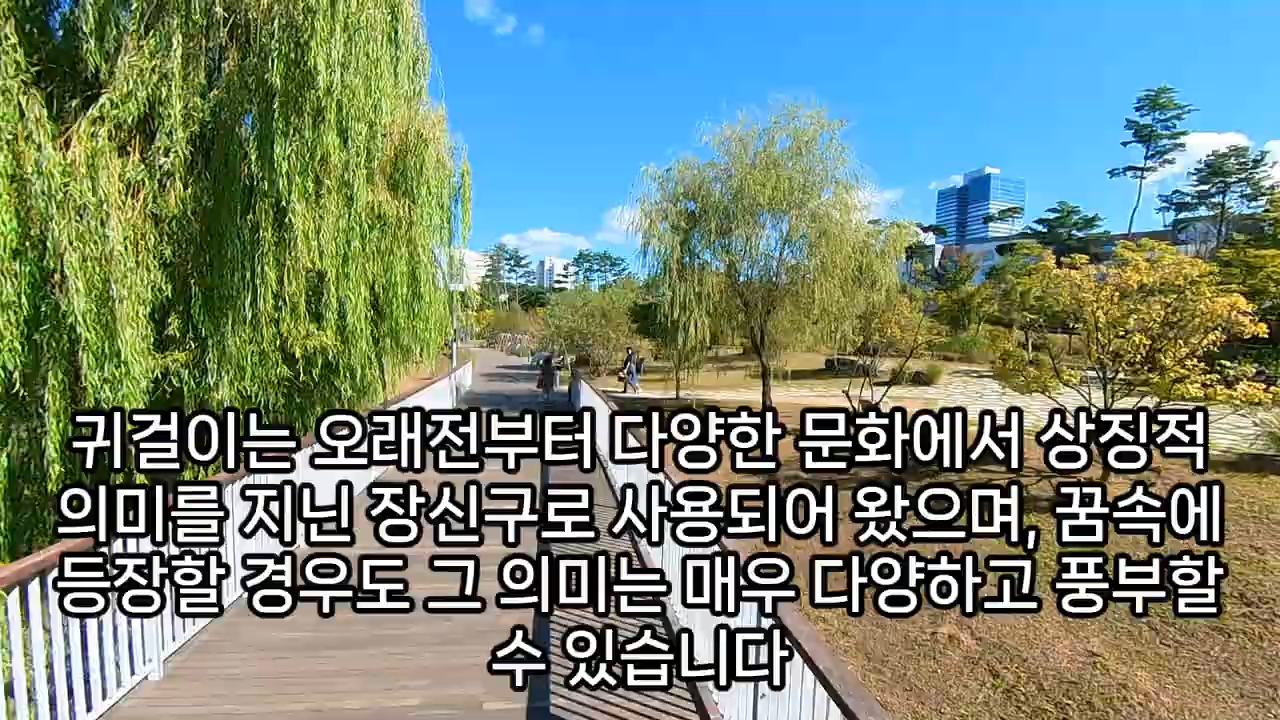 귀걸이는 오래전부터 다양한 문화에서 상징적
의미를 지닌 장신구로 사용되어 왔으며, 꿈속에
등장할 경우도 그 의미는 매우 다양하고 풍부할
수 있습니다